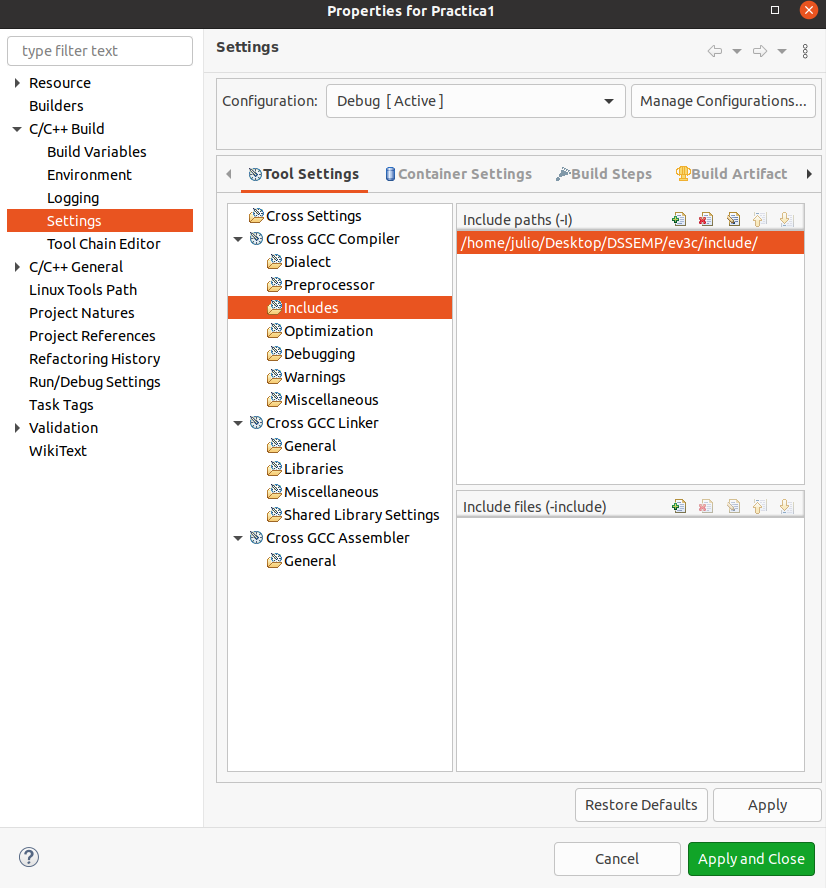 Properties for Practica1
type filter text
Resource
Builders
C/C++ Build
Build Variables
Environment
Logging
Settings
Tool Chain Editor
C/C++ General
Linux Tools Path
Project Natures
Project References
Refactoring History
Run/Debug Settings
Task Tags
Validation
WikiText
Settings
Configuration: Debug [ Active ] Manage Configurations...
Tool Settings Container Settings Build Steps Build Artifact
Cross Settings
Cross GCC Compiler
Dialect
Preprocessor
Includes
Optimization
Debugging
Warnings
Miscellaneous
Cross GCC Linker
General
Libraries
Miscellaneous
Shared Library Settings
Cross GCC Assembler
General
Include paths (-I)
/home/julio/Desktop/DSSEMP/ev3c/include/
Include files (-include)
Restore Defaults Apply
? Cancel Apply and Close